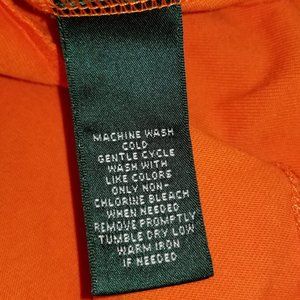 MACHINE WASH
COLD
GENTLE CYCLE
WASH WITH
LIKE COLORS
ONLY NON-
CHLORINE BLEACH
WHEN NEEDED
REMOVE PROMPTLY
TUMBLE DRY LOW
WARM IRON
IF NEEDED